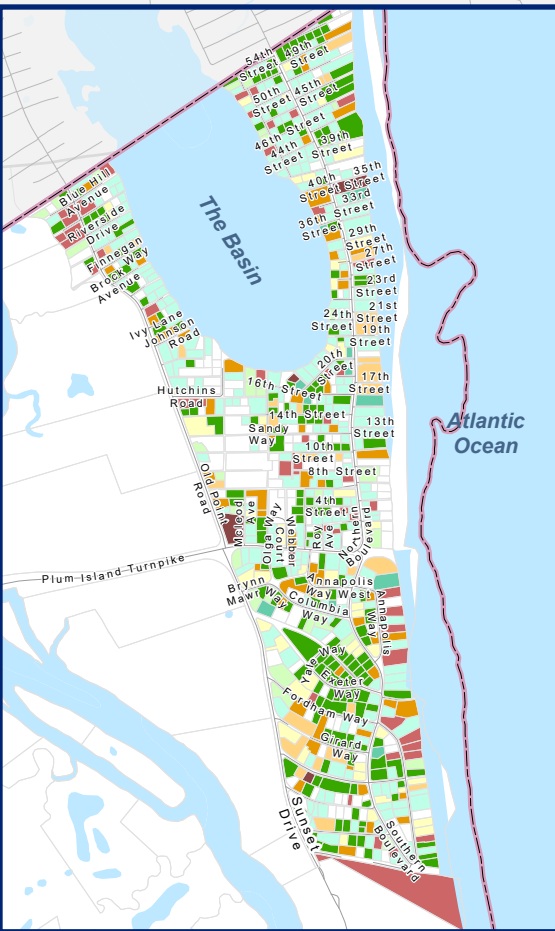 54th
Street
49th
Street
50th
Street
45th
Street
46th
Street
44th
Street
39th
Street
40th
Street
35th
Street
33rd
Street
36th
Street
29th
Street
27th
Street
23rd
Street
21st
Street
24th
Street
19th
Street
20th
Street
17th
Street
16th Street
14th Street
13th
Street
Sandy
Way
10th
Street
8th Street
4th
Street
Blue Hill
Avenue
Riverside
Drive
Finnegan
Brock Way
Avenue
Ivy Lane
Johnson
Road
Hutchins
Road
The Basin
Atlantic
Ocean
Old Point
Road
Mcleod
Ave
Olaga
Way
Court
Webber
Roy
Ave
Northern
Boulevard
Plum Island Turnpike
Brynn
Mawr Way
Annapolis
Way West
Columbia
Way
Annapolis
Way
Yale Way
Exeter
Way
Fordham Way
Girard
Way
Sunset
Drive
Southern
Boulevard